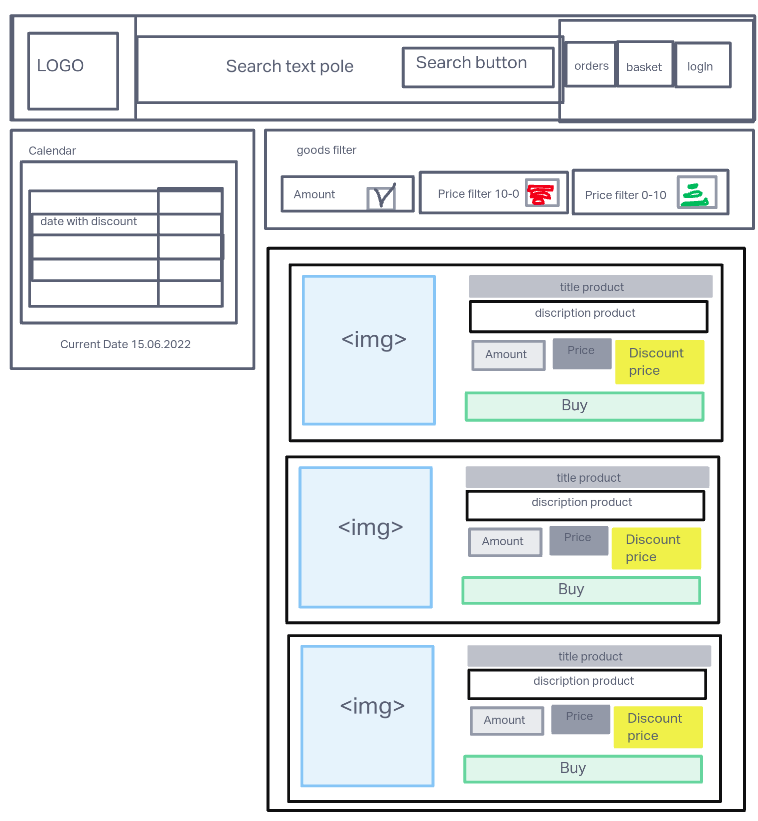 LOGO
Search text pole
Search button
orders
basket
logIn
Calendar
date with discount
Current Date 15.06.2022
goods filter
Amount
Price filter 10-0
Price filter 0-10
<img>
title product
discription product
Amount
Price
Discount
price
Buy
<img>
title product
discription product
Amount
Price
Discount
price
Buy
<img>
title product
discription product
Amount
Price
Discount
price
Buy